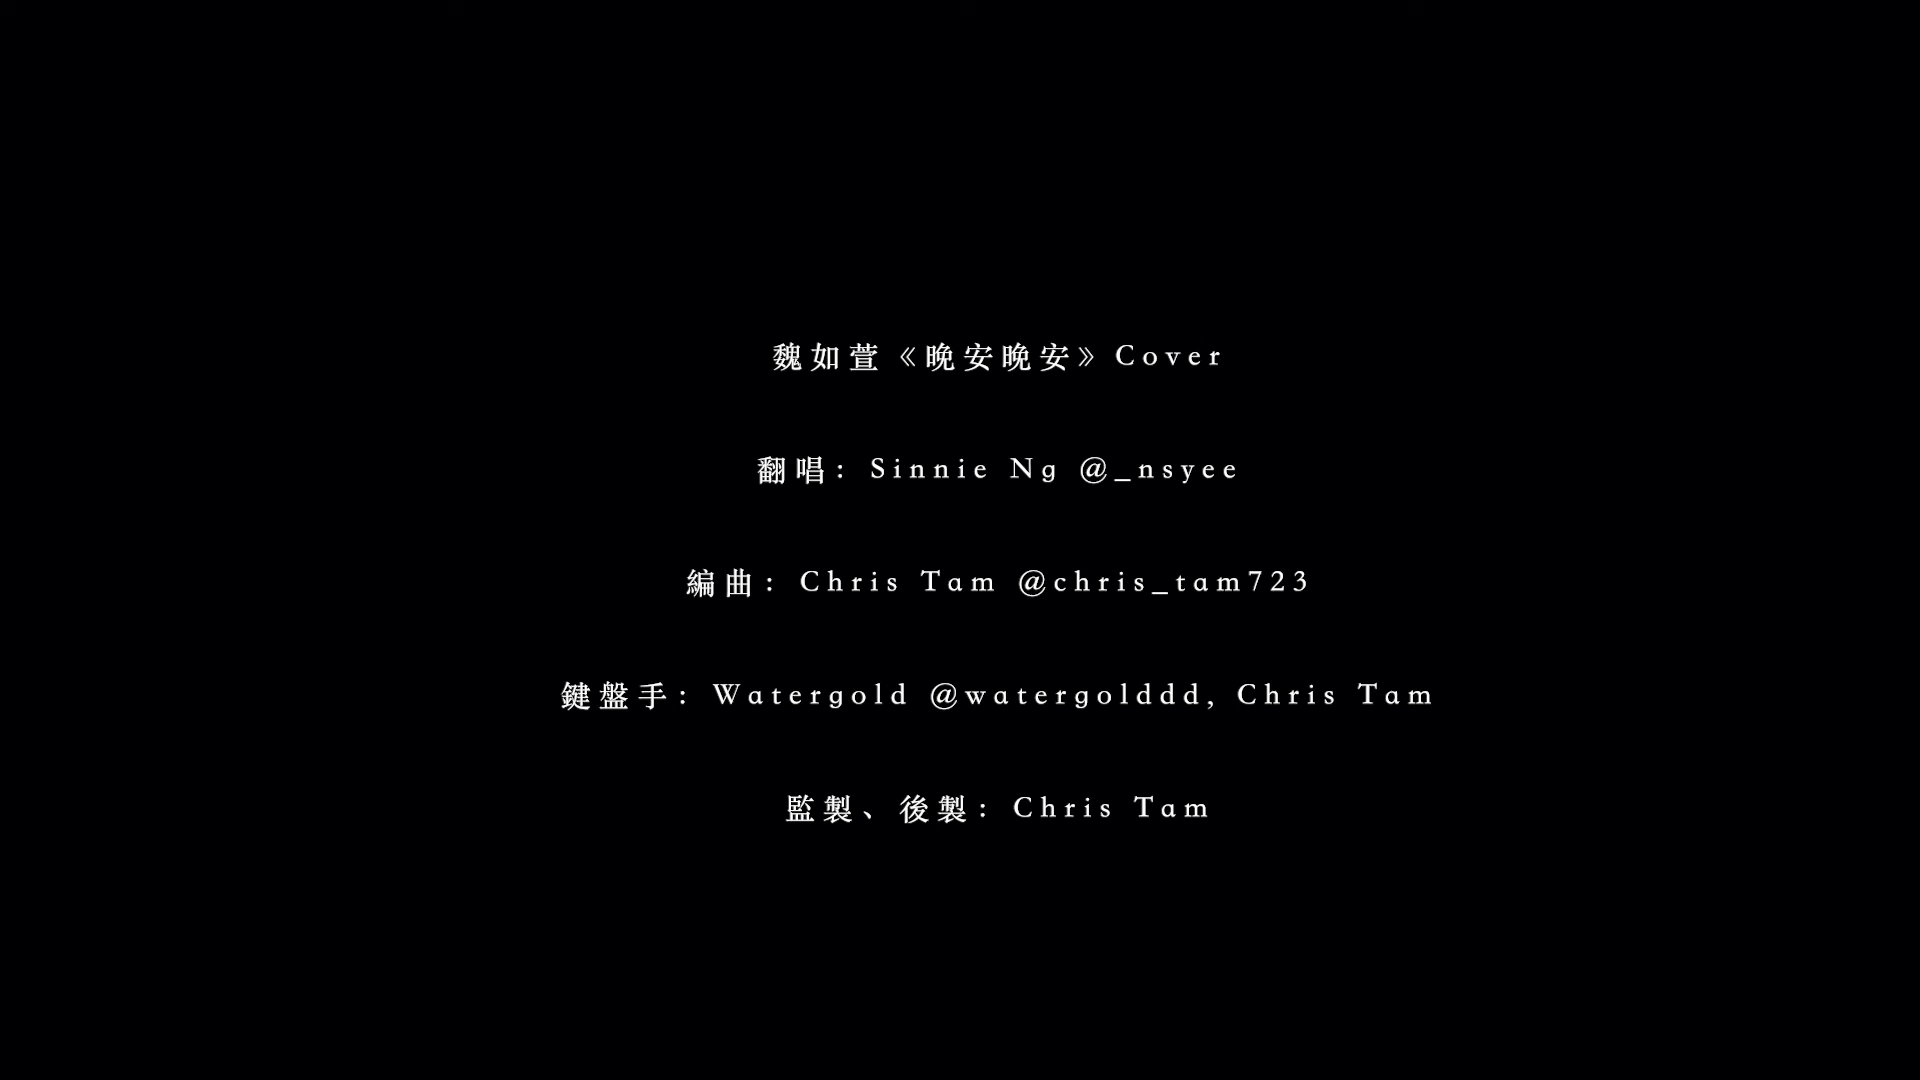 魏如萱《晚安晚安》Cover
翻唱: Sinnie Ng @_nsyee
編曲: Chris Tam @chris_tam723
鍵盤手: Watergold @watergolddd, Chris Tam
監製、後製: Chris Tam